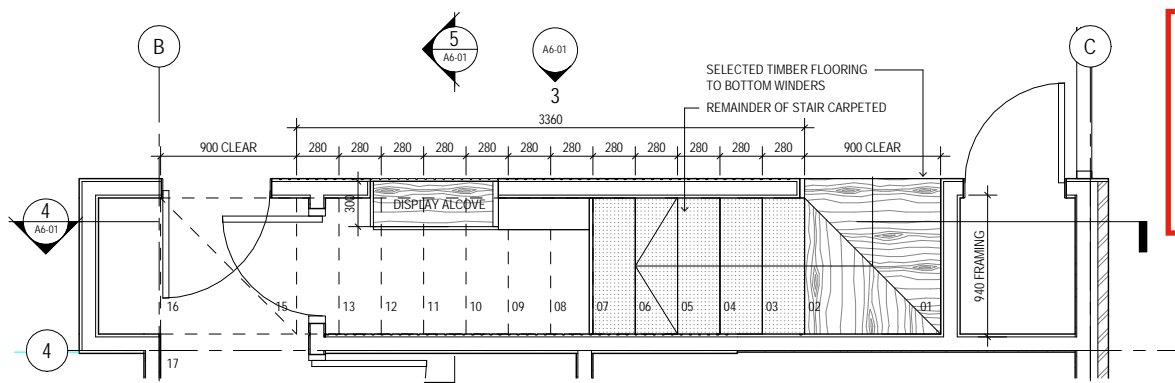 B
5
A6-01
A6-01
3
C
SELECTED TIMBER FLOORING
TO BOTTOM WINDERS
REMAINDER OF STAIR CARPETED
3360
900 CLEAR
280
280
280
280
280
280
280
280
280
280
280
280
900 CLEAR
4
A6-01
300
DISPLAY ALCOVE
940 FRAMING
16
15
13
12
11
10
09
08
07
06
05
04
03
02
01
4
17